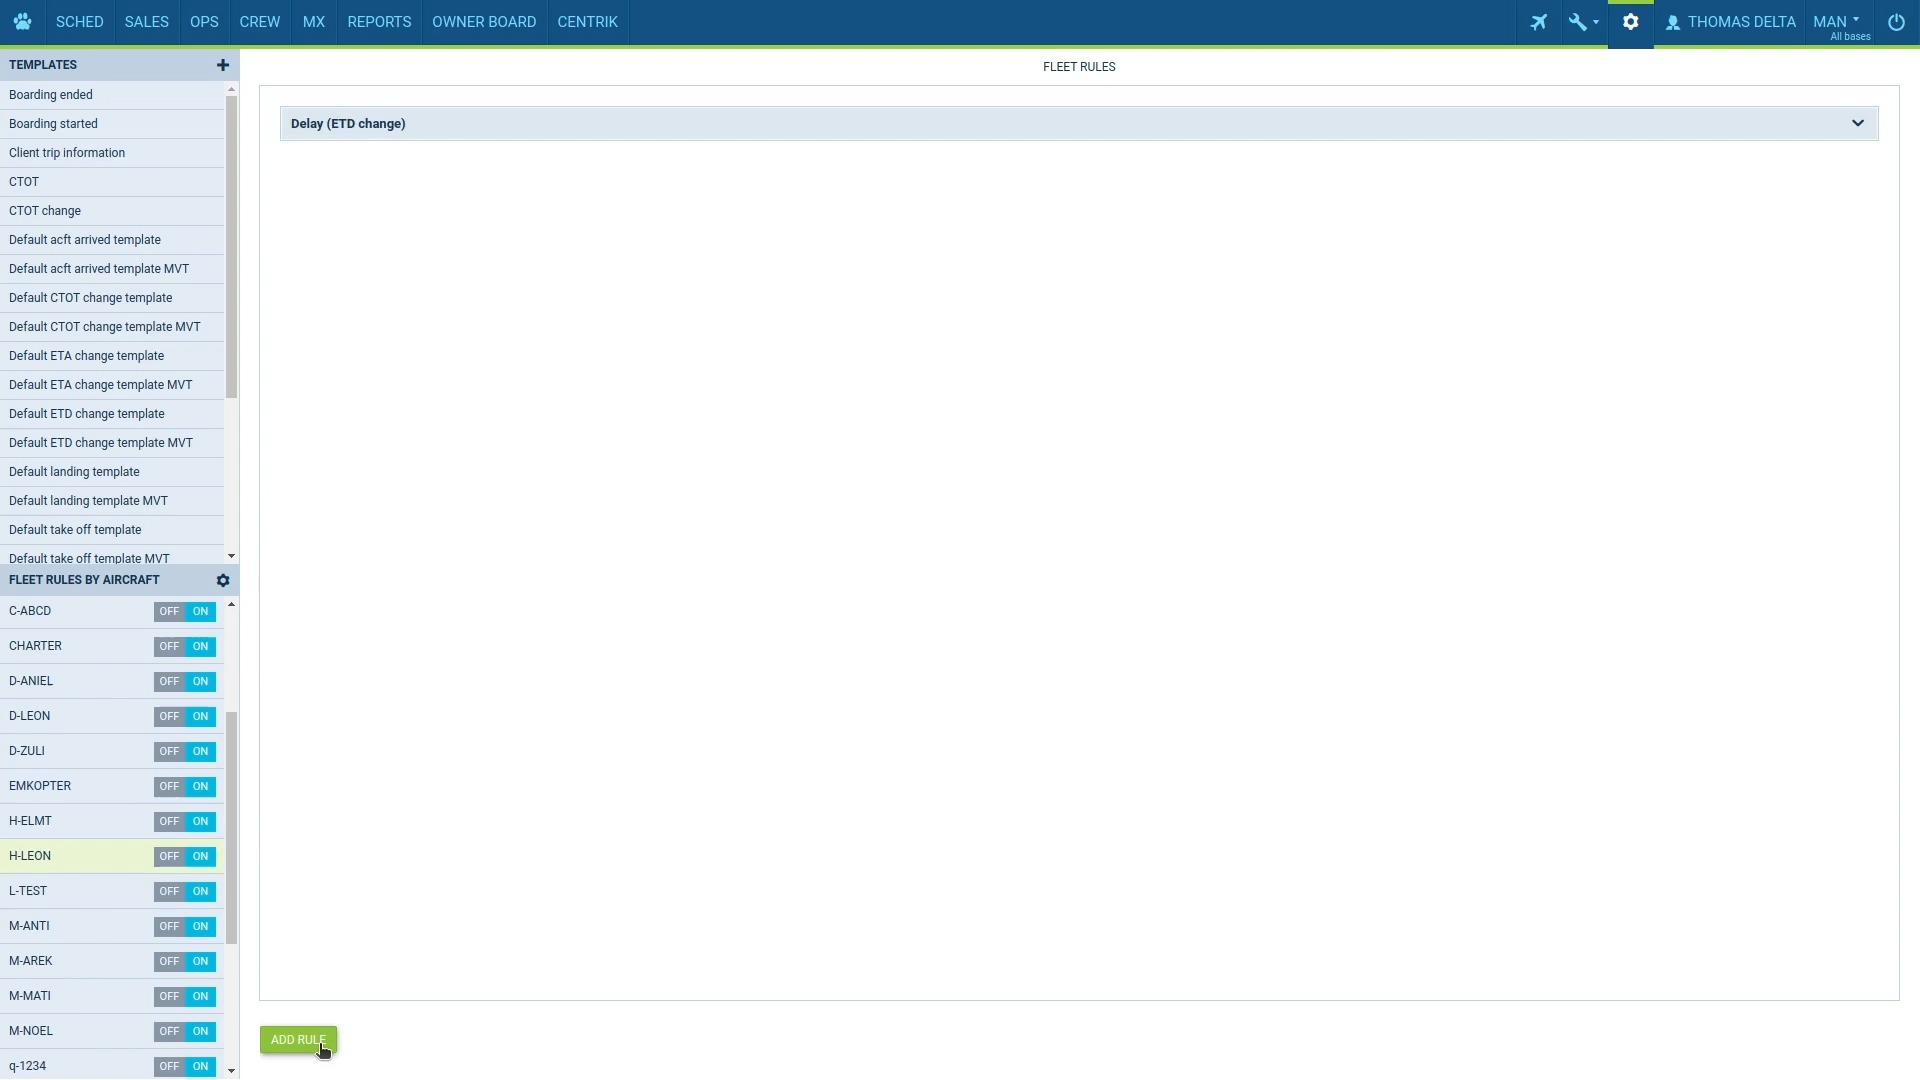 SCHED SALES OPS CREW MX REPORTS OWNER BOARD CENTRIK THOMAS DELTA MAN
All bases
TEMPLATES
Boarding ended
Boarding started
Client trip information
CTOT
CTOT change
Default acft arrived template
Default acft arrived template MVT
Default CTOT change template
Default CTOT change template MVT
Default ETA change template
Default ETA change template MVT
Default ETD change template
Default ETD change template MVT
Default landing template
Default landing template MVT
Default take off template
Default take off template MVT
FLEET RULES BY AIRCRAFT
C-ABCD OFF ON
CHARTER OFF ON
D-ANIEL OFF ON
D-LEON OFF ON
D-ZULI OFF ON
EMKOPTER OFF ON
H-ELMT OFF ON
H-LEON OFF ON
L-TEST OFF ON
M-ANTI OFF ON
M-AREK OFF ON
M-MATI OFF ON
M-NOEL OFF ON
q-1234 OFF ON
FLEET RULES
Delay (ETD change)
ADD RULE